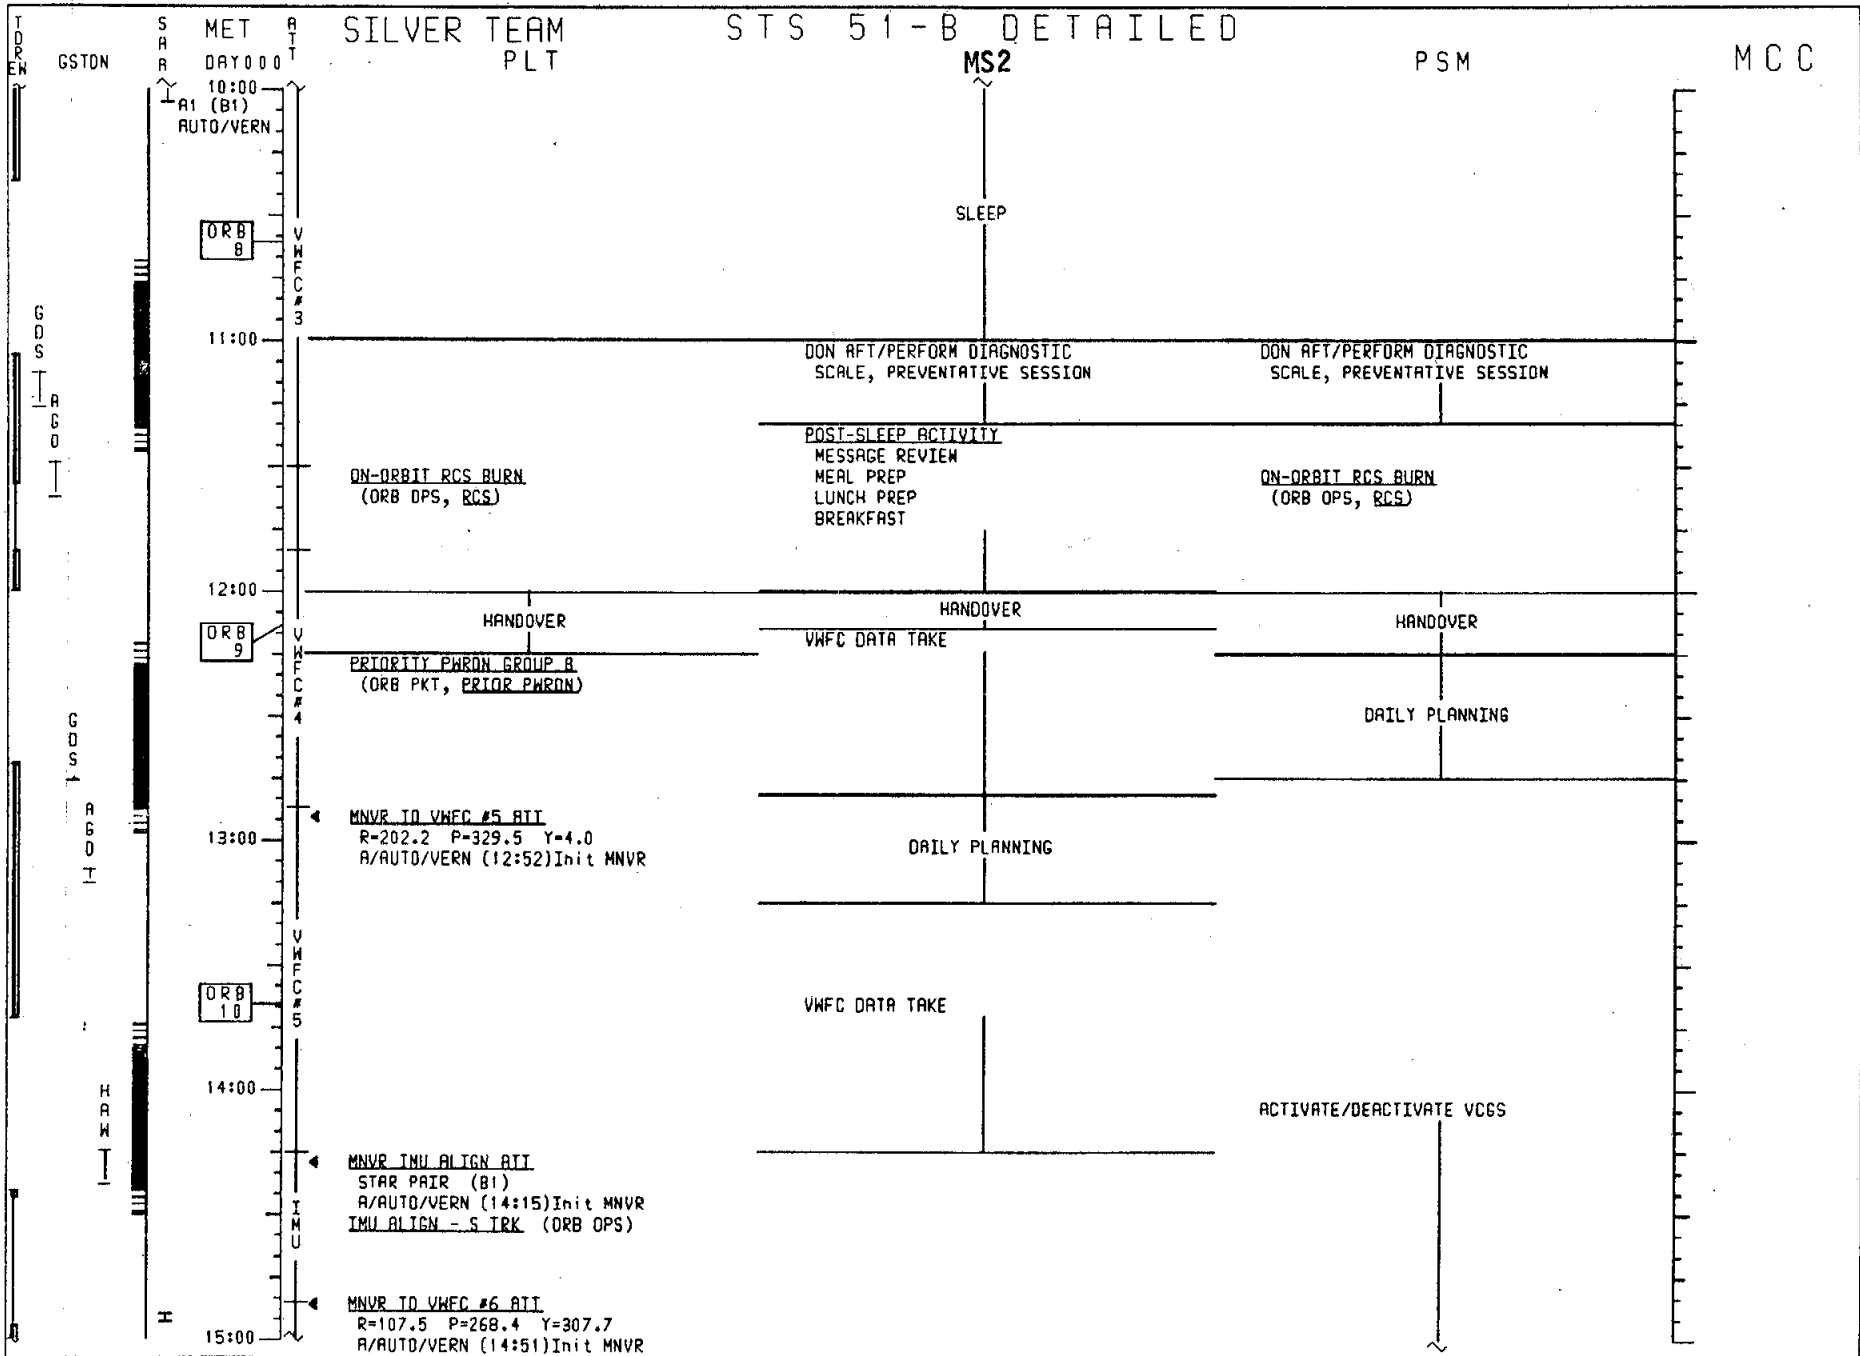 TDRE W
GSTDN
SAA
MET
DAY000
ATT
SILVER TEAM
STS 51-B DETAILED
PLT
MS2
PSM
MCC
10:00
A1 (B1)
AUTO/VERN
SLEEP
ORB
8
VWFC#3
GDS
11:00
DON AFT/PERFORM DIAGNOSTIC
SCALE, PREVENTATIVE SESSION
DON AFT/PERFORM DIAGNOSTIC
SCALE, PREVENTATIVE SESSION
AGO
POST-SLEEP ACTIVITY
MESSAGE REVIEW
MEAL PREP
LUNCH PREP
BREAKFAST
ON-ORBIT RCS BURN
(ORB OPS, RCS)
ON-ORBIT RCS BURN
(ORB OPS, RCS)
12:00
HANDOVER
HANDOVER
HANDOVER
ORB
9
VWFC#4
VWFC DATA TAKE
PRIORITY PWRON GROUP B
(ORB PKT, PRIOR PWRON)
DAILY PLANNING
GDS
AGO
MNVR TO VWFC #5 ATT
R=202.2 P=329.5 Y=4.0
A/AUTO/VERN (12:52)Init MNVR
13:00
DAILY PLANNING
VWFC#5
ORB
10
VWFC DATA TAKE
14:00
HAW
ACTIVATE/DEACTIVATE VCGS
MNVR IMU ALIGN ATT
STAR PAIR (B1)
A/AUTO/VERN (14:15)Init MNVR
IMU ALIGN - S TRK (ORB OPS)
IMU
MNVR TO VWFC #6 ATT
R=107.5 P=268.4 Y=307.7
A/AUTO/VERN (14:51)Init MNVR
15:00